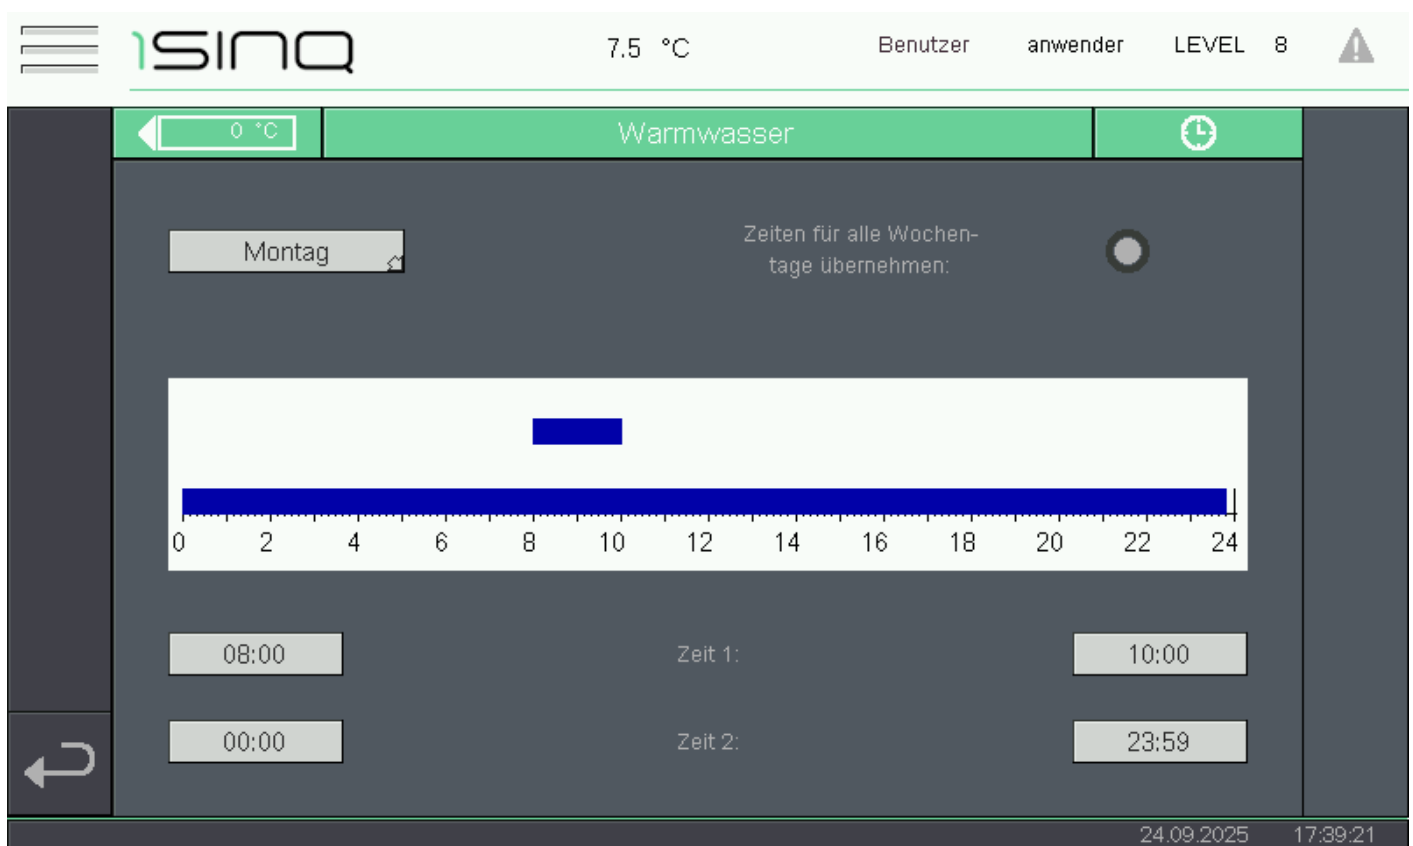 1SINQ
7.5 °C
Benutzer anwender LEVEL 8
0 °C
Warmwasser
Montag
Zeiten für alle Wochen-
tage übernehmen:
0 2 4 6 8 10 12 14 16 18 20 22 24
08:00 Zeit 1: 10:00
00:00 Zeit 2: 23:59
24.09.2025 17:39:21